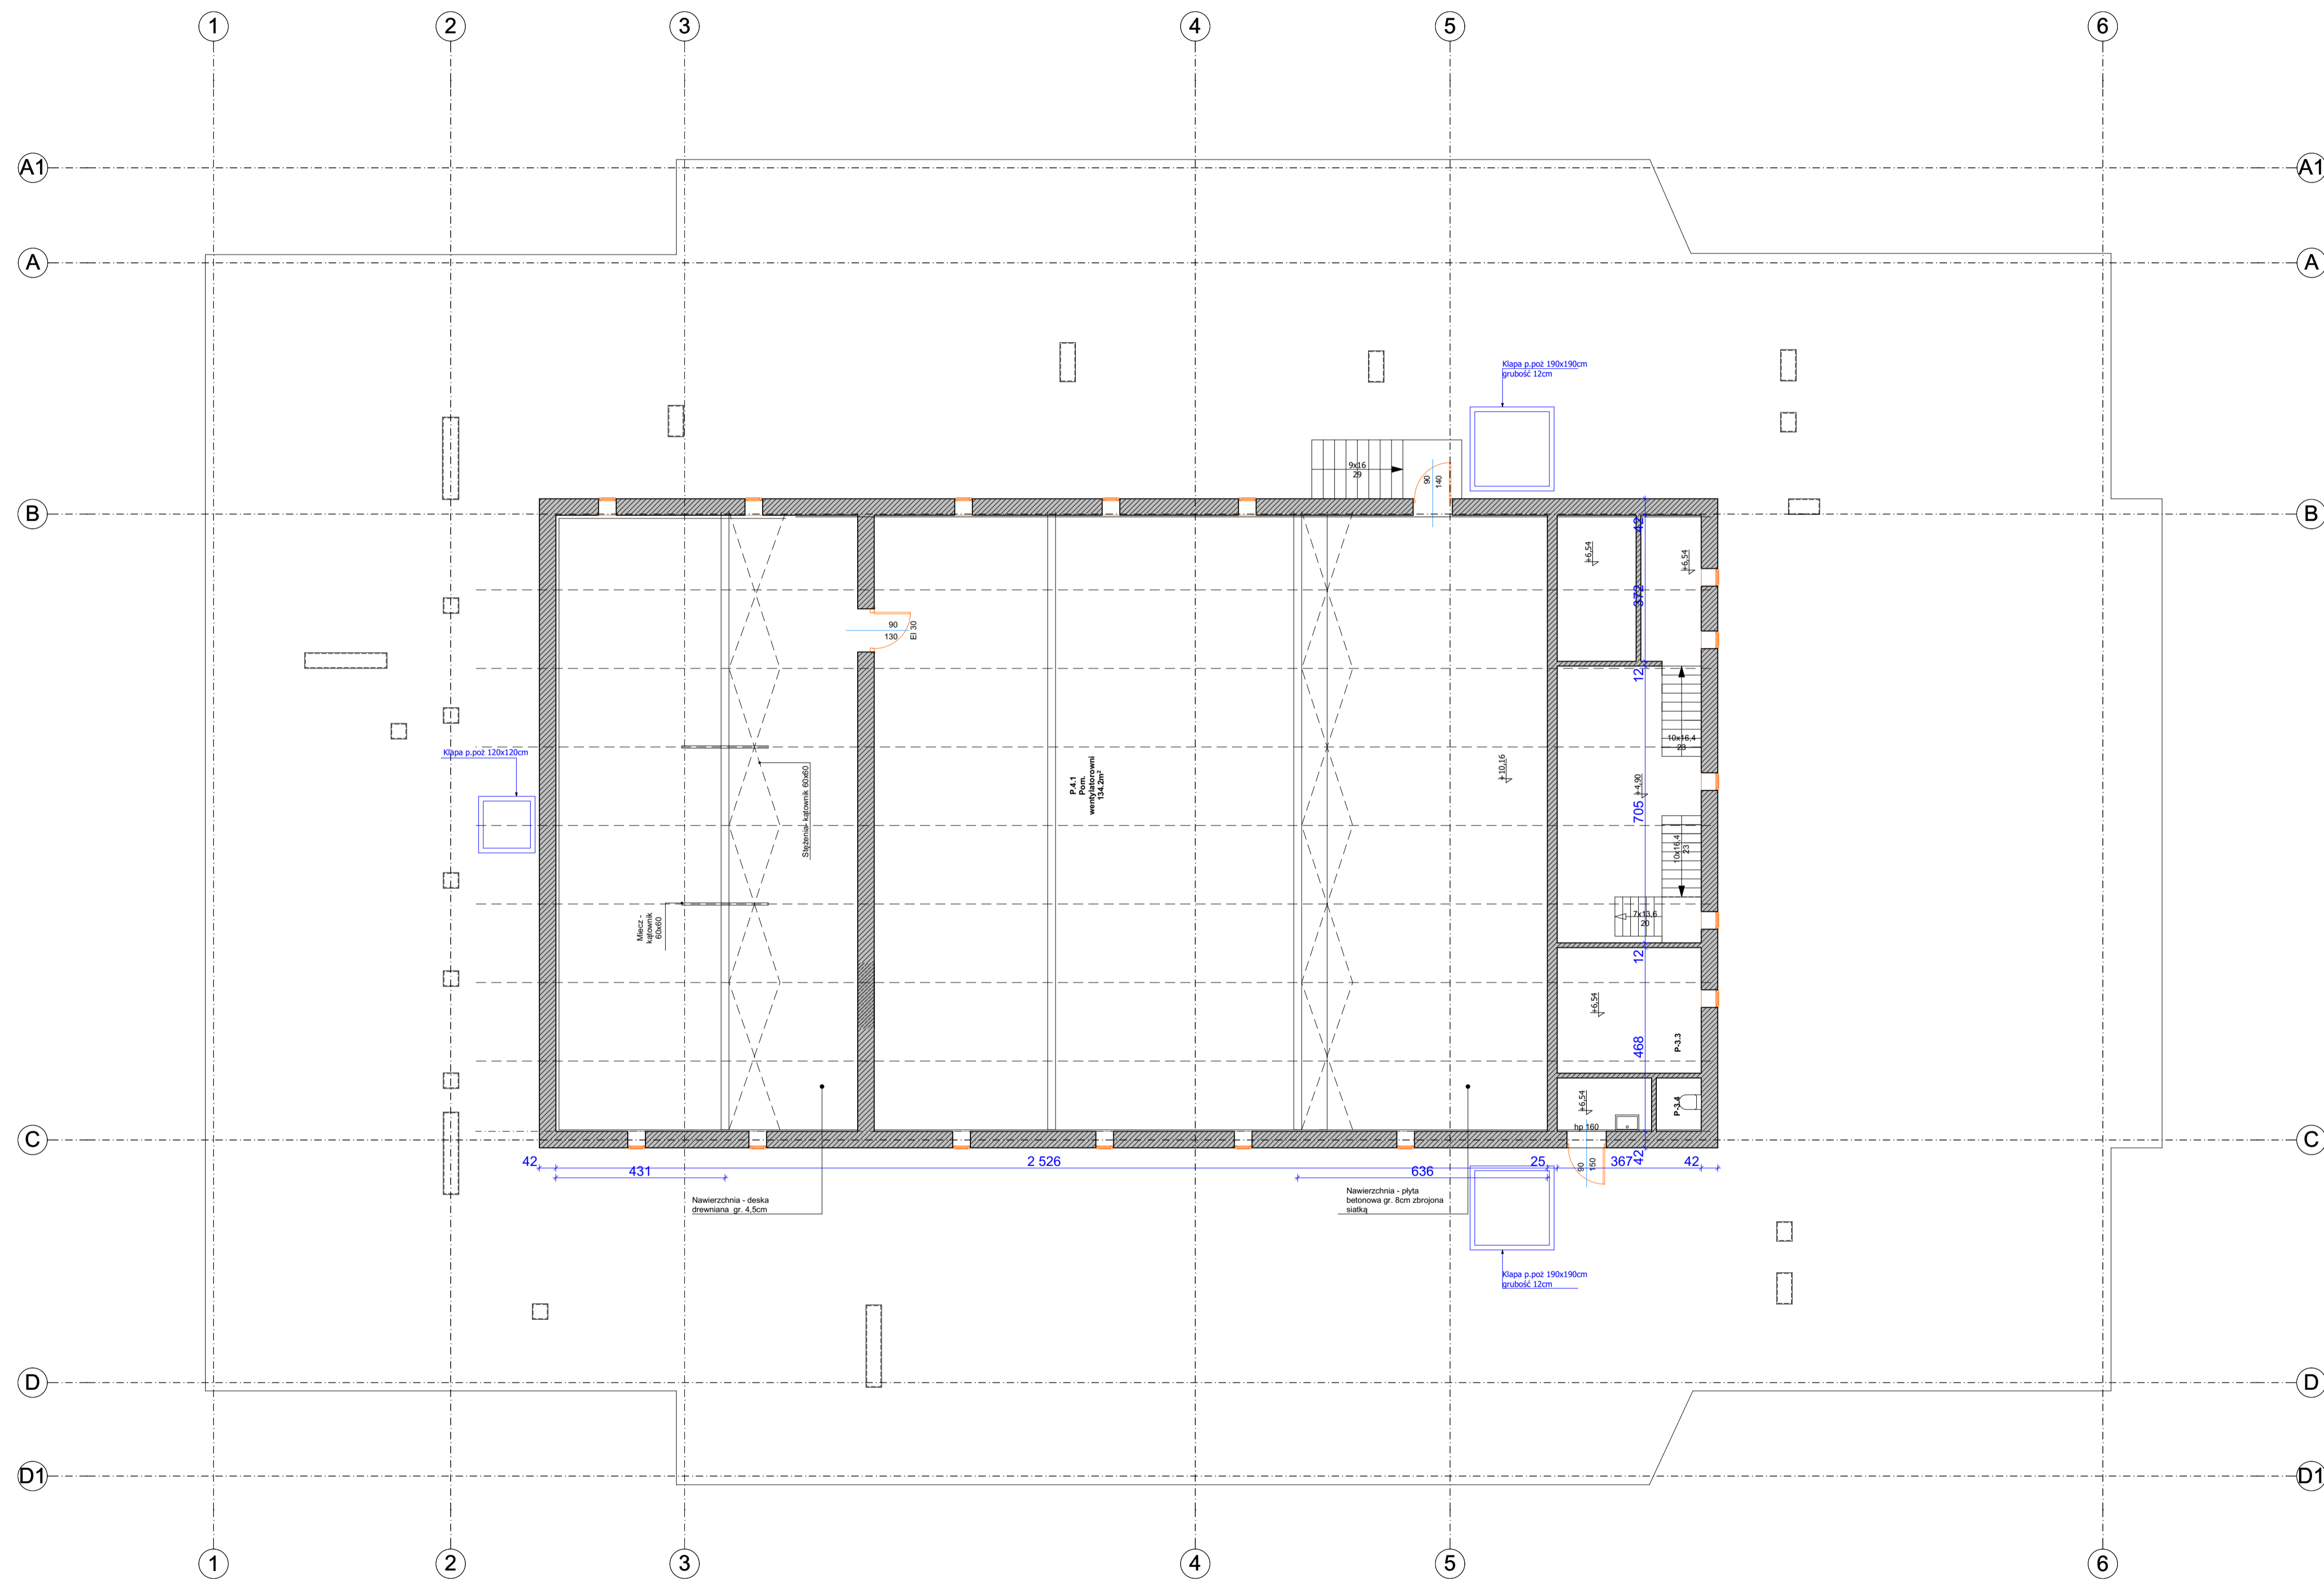 1
2
3
4
5
6
A1
A1
A
A
Klapa p.poż 190x190cm
grubość 12cm
9x16
29
90
140
B
B
42
+6,54
+6,54
372
90
130
EI 30
12
10x16,4
23
Klapa p.poż 120x120cm
Stężenia- kątownik 60x60
P.4.1
Pom.
wentylatorowni
134.2m²
+10,16
+4,90
705
10x16,4
23
Miecz -
kątownik
60x60
7x13,6
20
12
+6,54
468
P-3.3
+6,54
P-3.4
hp 160
C
C
42
2 526
25
367
42
42
431
636
90
150
Nawierzchnia - deska
drewniana gr. 4,5cm
Nawierzchnia - płyta
betonowa gr. 8cm zbrojona
siatką
Klapa p.poż 190x190cm
grubość 12cm
D
D
D1
D1
1
2
3
4
5
6